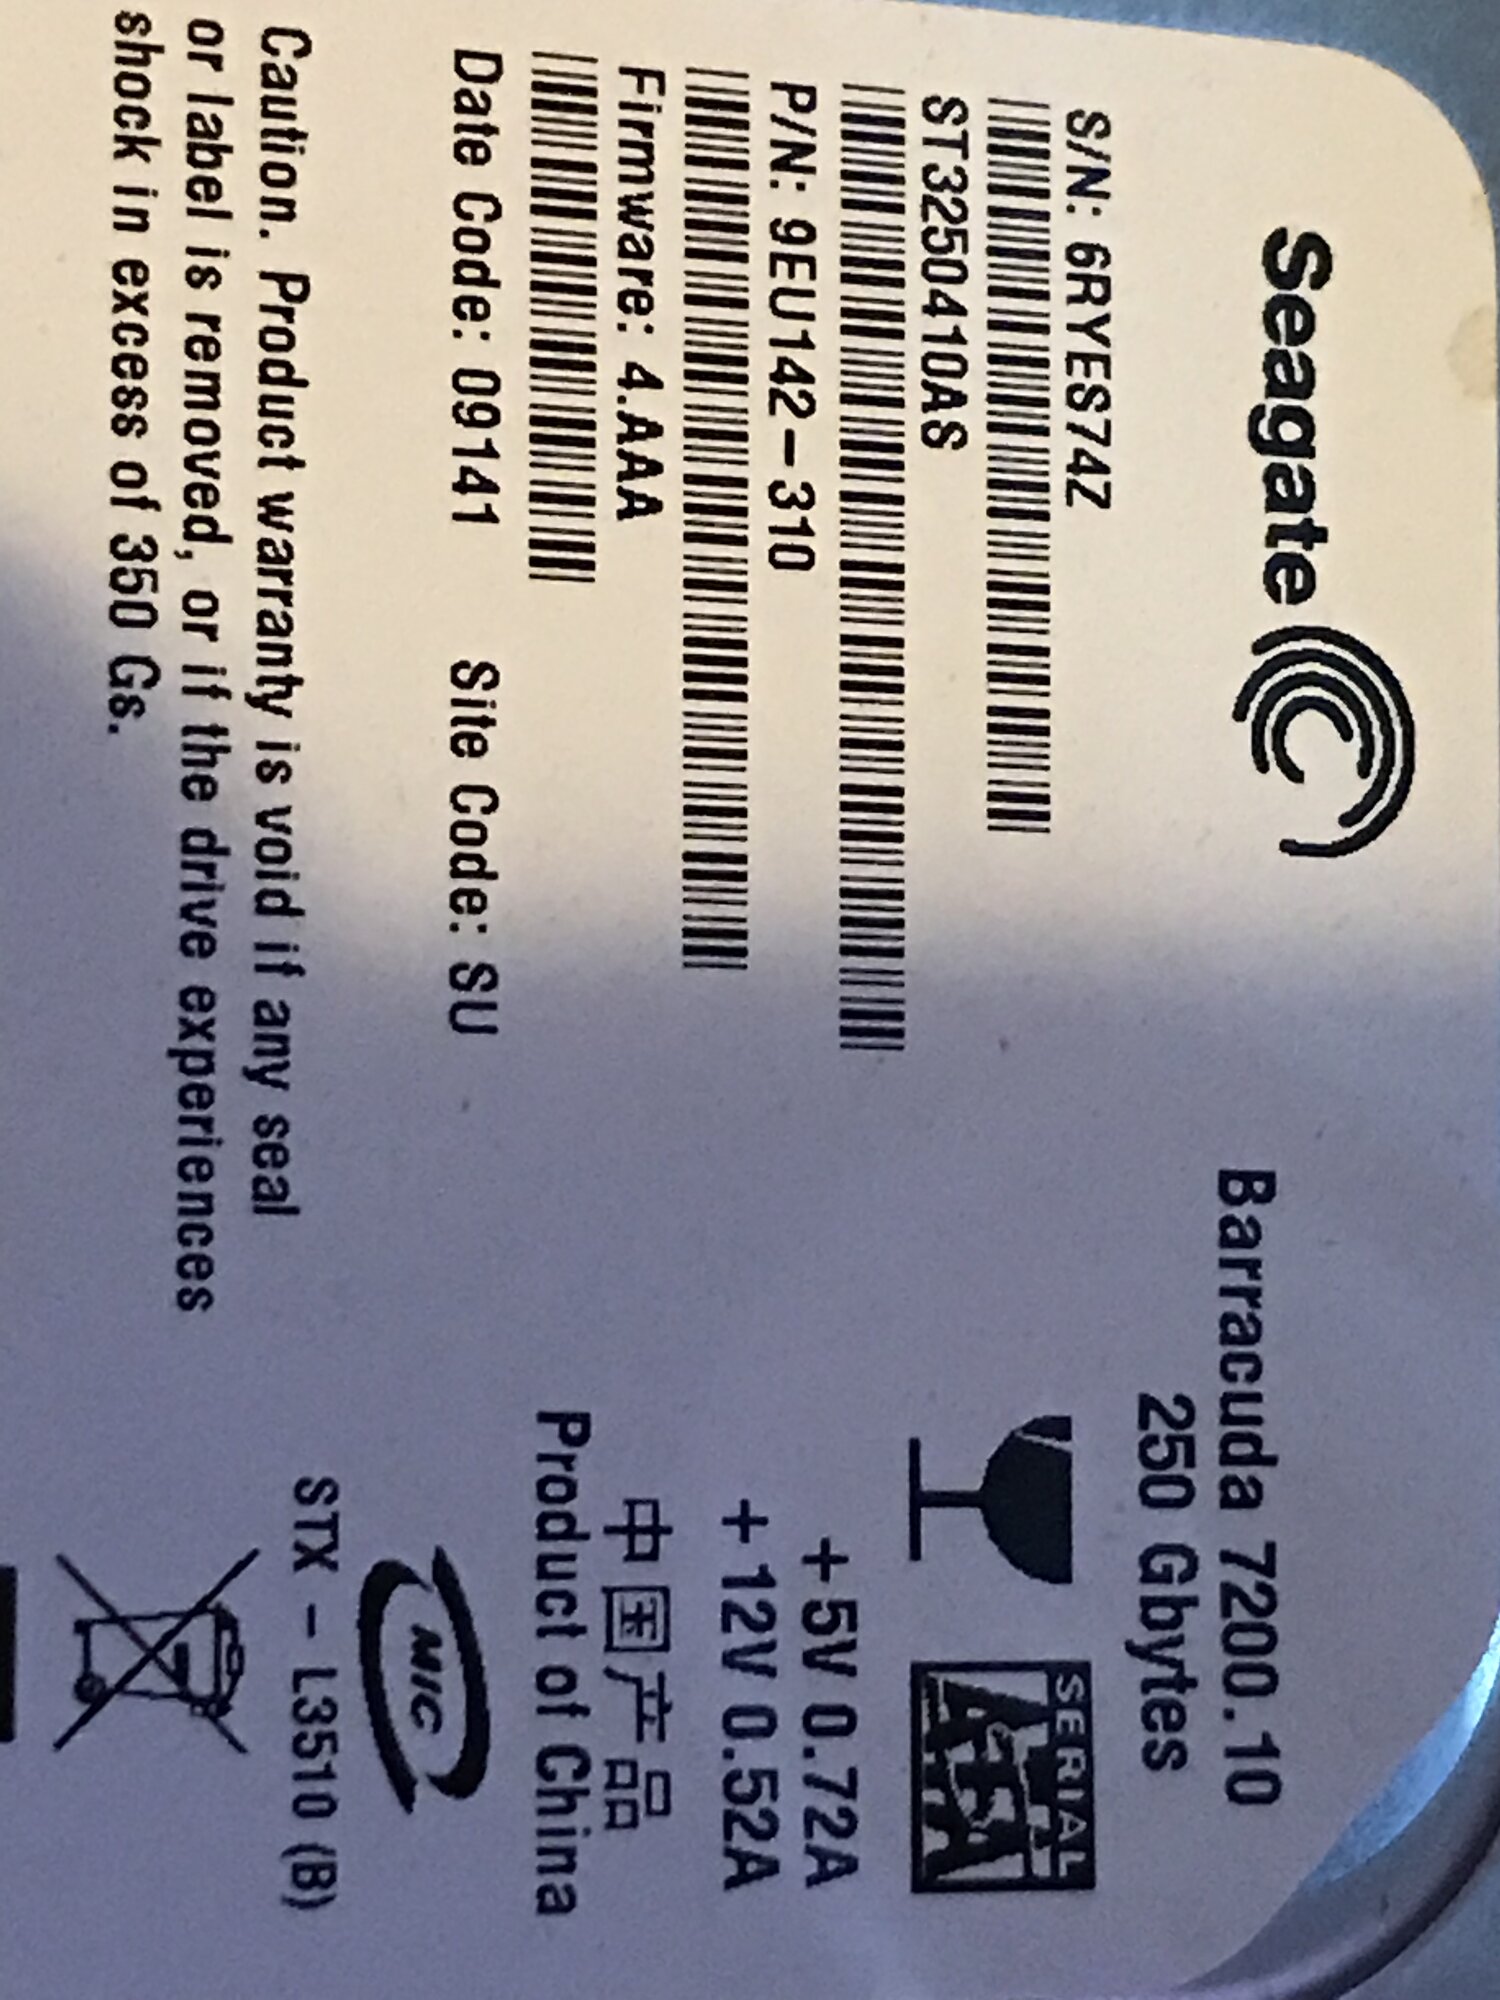 Seagate
Barracuda 7200.10
250 Gbytes
S/N: 6RYES74Z
ST3250410AS
P/N: 9EU142-310
Firmware: 4.AAA
Date Code: 09141 Site Code: SU
Caution. Product warranty is void if any seal
or label is removed, or if the drive experiences
shock in excess of 350 Gs.
SERIAL
ATA
+5V 0.72A
+12V 0.52A
中国产品
Product of China
MIC
STX - L3510 (B)